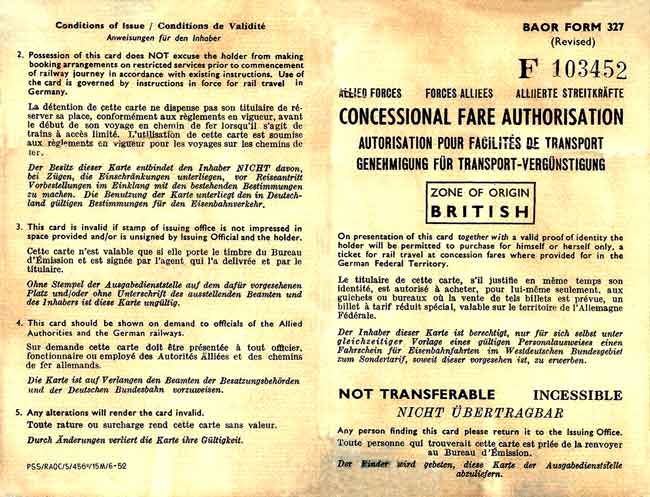 Conditions of Issue / Conditions de Validité
Anweisungen für den Inhaber
2. Possession of this card does NOT excuse the holder from making
booking arrangements on restricted services prior to commencement
of railway journey in accordance with existing instructions. Use of
the card is governed by instructions in force for rail travel in
Germany.
La détention de cette carte ne dispense pas son titulaire de ré-
server sa place, conformément aux règlements en vigueur, avant
le début de son voyage en chemin de fer lorsqu'il s'agit de
trains à accès limité. L'utilisation de cette carte est soumise
aux règlements en vigueur pour les voyages sur les chemins de
fer.
Der Besitz dieser Karte entbindet den Inhaber NICHT davon,
bei Zügen, die Einschränkungen unterliegen, vor Reiseantritt
Vorbestellungen im Einklang mit den bestehenden Bestimmungen
zu machen. Die Benutzung der Karte unterliegt den in Deutsch-
land gültigen Bestimmungen für den Eisenbahnverkehr.
3. This card is invalid if stamp of issuing office is not impressed in
space provided and/or is unsigned by Issuing Official and the holder.
Cette carte n'est valable que si elle porte le timbre du Bureau
d'Émission et est signée par l'agent qui l'a delivrée et par le
titulaire.
Ohne Stempel der Ausgabedienststelle auf dem dafür vorgesehenen
Platz und/oder ohne Unterschrift des ausstellenden Beamten und
des Inhabers ist diese Karte ungültig.
4. This card should be shown on demand to officials of the Allied
Authorities and the German railways.
Sur demande cette carte doit être présentée à tout officier,
fonctionnaire ou employé des Autorités Alliées et des chemins
de fer allemands.
Die Karte ist auf Verlangen den Beamten der Besatzungsbehörden
und der Deutschen Bundesbahn vorzuweisen.
5. Any alterations will render the card invalid.
Toute rature ou surcharge rend cette carte sans valeur.
Durch Änderungen verliert die Karte ihre Gültigkeit.
PSS/RAOC/S/4564/15M/6-52
BAOR FORM 327
(Revised)
F 103452
ALLIED FORCES FORCES ALLIEES ALLIIERTE STREITKRÄFTE
CONCESSIONAL FARE AUTHORISATION
AUTORISATION POUR FACILITÉS DE TRANSPORT
GENEHMIGUNG FÜR TRANSPORT-VERGÜNSTIGUNG
ZONE OF ORIGIN
BRITISH
On presentation of this card together with a valid proof of identity the
holder will be permitted to purchase for himself or herself only, a
ticket for rail travel at concession fares where provided for in the
German Federal Territory.
Le titulaire de cette carte, s'il justifie en même temps son
identité, est autorisé à acheter, pour lui-même seulement, aux
guichets ou bureaux où la vente de tels billets est prévue, un
billet à tarif réduit spécial, valable sur le territoire de l'Allemagne
Fédérale.
Der Inhaber dieser Karte ist berechtigt, nur für sich selbst unter
gleichzeitiger Vorlage eines gültigen Personalausweises einen
Fahrschein für Eisenbahnfahrten im Westdeutschen Bundesgebiet
zum Sondertarif, soweit dieser vorgesehen ist, zu erwerben.
NOT TRANSFERABLE INCESSIBLE
NICHT ÜBERTRAGBAR
Any person finding this card please return it to the Issuing Office.
Toute personne qui trouverait cette carte est priée de la renvoyer
au Bureau d'Émission.
Der Finder wird gebeten, diese Karte der Ausgabedienststelle
abzuliefern.